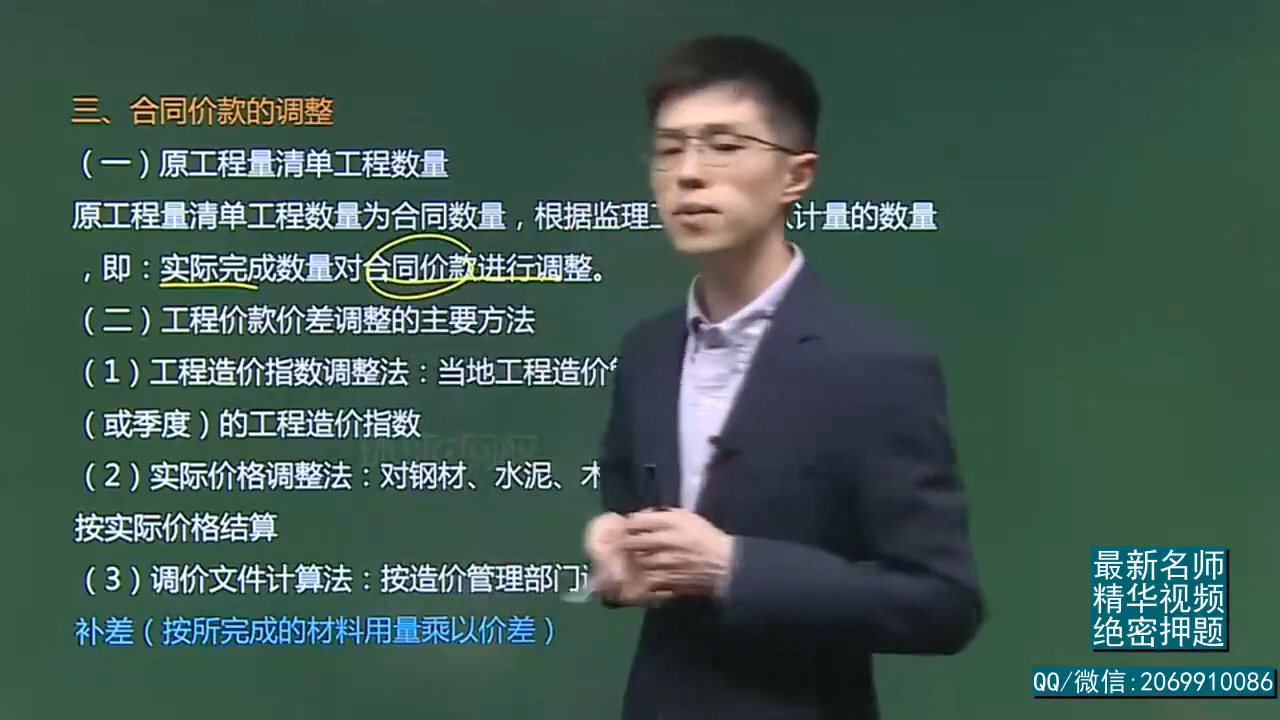 三、合同价款的调整
（一）原工程量清单工程数量
原工程量清单工程数量为合同数量，根据监理工 计量的数量
，即：实际完成数量对合同价款进行调整。
（二）工程价款价差调整的主要方法
（1）工程造价指数调整法：当地工程造价
（或季度）的工程造价指数
（2）实际价格调整法：对钢材、水泥、木
按实际价格结算
（3）调价文件计算法：按造价管理部门
补差（按所完成的材料用量乘以价差）
最新名师
精华视频
绝密押题
QQ/微信:2069910086